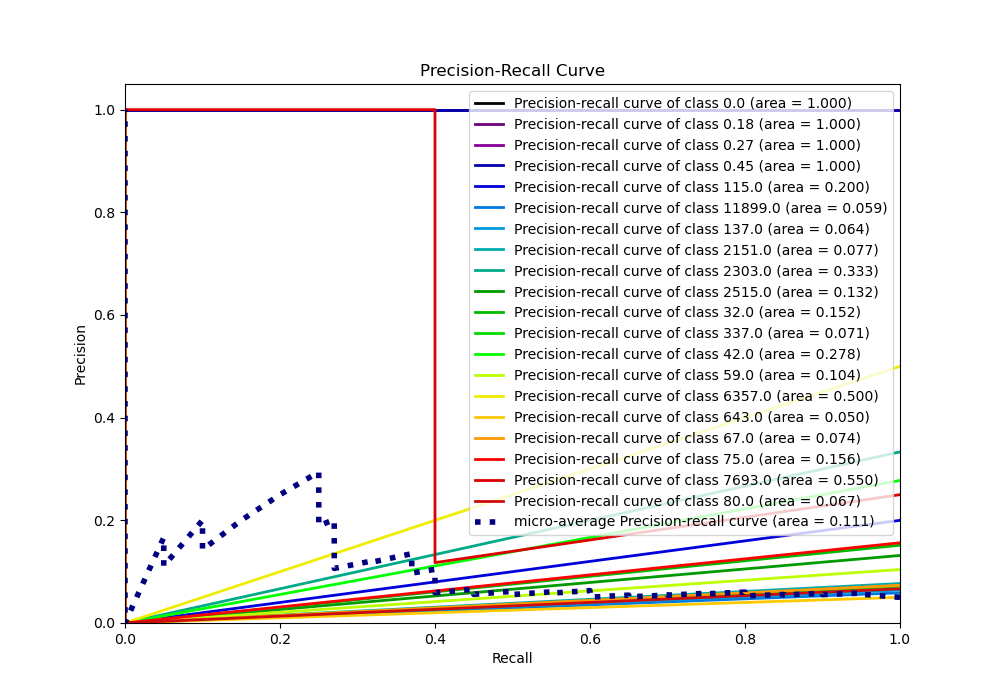 Precision-Recall Curve
Precision
1.0
0.8
0.6
0.4
0.2
0.0
Precision-recall curve of class 0.0 (area = 1.000)
Precision-recall curve of class 0.18 (area = 1.000)
Precision-recall curve of class 0.27 (area = 1.000)
Precision-recall curve of class 0.45 (area = 1.000)
Precision-recall curve of class 115.0 (area = 0.200)
Precision-recall curve of class 11899.0 (area = 0.059)
Precision-recall curve of class 137.0 (area = 0.064)
Precision-recall curve of class 2151.0 (area = 0.077)
Precision-recall curve of class 2303.0 (area = 0.333)
Precision-recall curve of class 2515.0 (area = 0.132)
Precision-recall curve of class 32.0 (area = 0.152)
Precision-recall curve of class 337.0 (area = 0.071)
Precision-recall curve of class 42.0 (area = 0.278)
Precision-recall curve of class 59.0 (area = 0.104)
Precision-recall curve of class 6357.0 (area = 0.500)
Precision-recall curve of class 643.0 (area = 0.050)
Precision-recall curve of class 67.0 (area = 0.074)
Precision-recall curve of class 75.0 (area = 0.156)
Precision-recall curve of class 7693.0 (area = 0.550)
Precision-recall curve of class 80.0 (area = 0.067)
micro-average Precision-recall curve (area = 0.111)
0.0 0.2 0.4 0.6 0.8 1.0
Recall